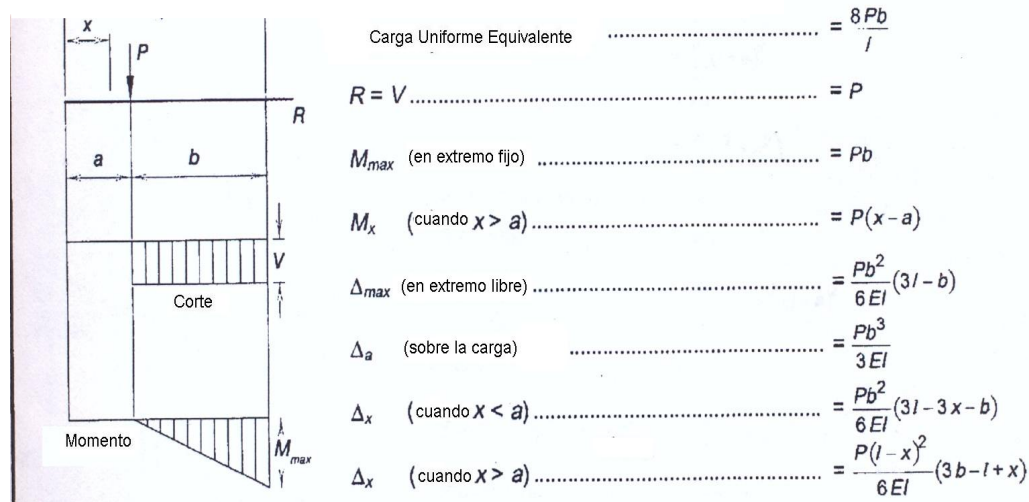 x
P
R
a b
V
Corte
Momento
M_max
Carga Uniforme Equivalente .......... = 8Pb/l
R = V .......... = P
M_max (en extremo fijo) .......... = Pb
M_x (cuando x > a) .......... = P(x - a)
Δ_max (en extremo libre) .......... = Pb²/6EI (3l - b)
Δ_a (sobre la carga) .......... = Pb³/3EI
Δ_x (cuando x < a) .......... = Pb²/6EI (3l - 3x - b)
Δ_x (cuando x > a) .......... = P(l - x)²/6EI (3b - l + x)